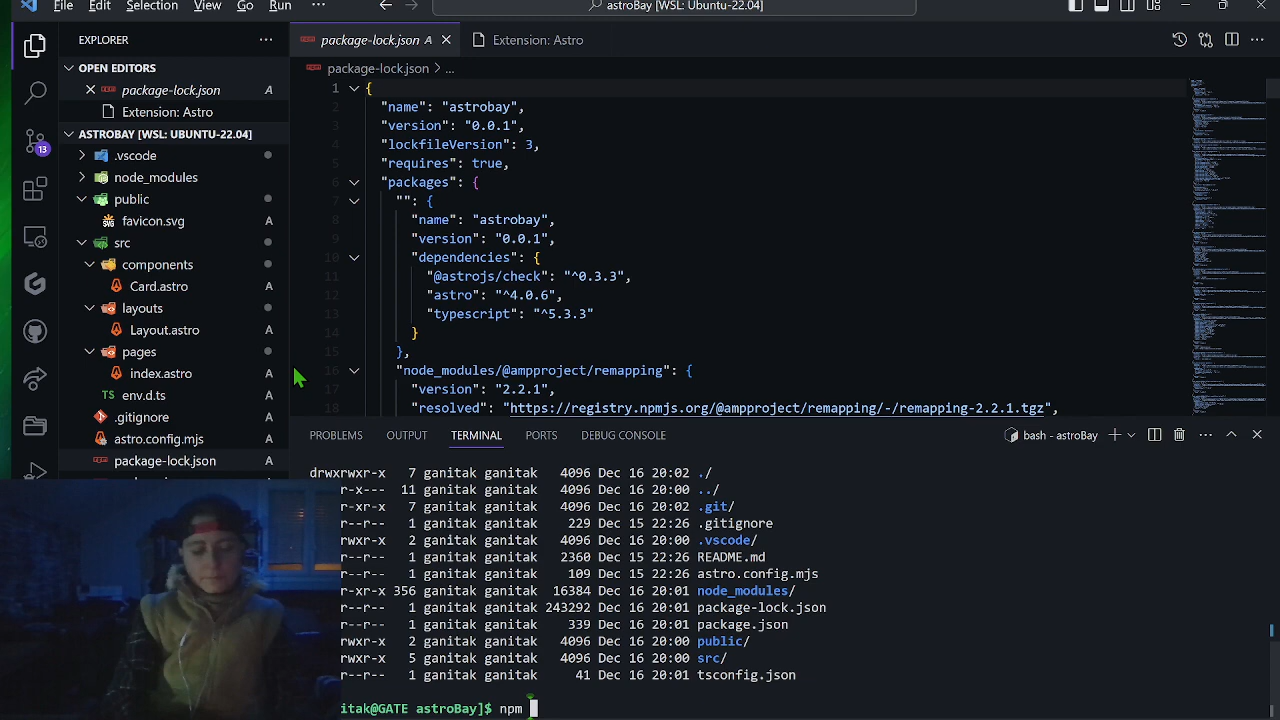 File Edit Selection View Go Run ··· astroBay [WSL: Ubuntu-22.04]
EXPLORER ···
OPEN EDITORS
package-lock.json A
Extension: Astro
ASTROBAY [WSL: UBUNTU-22.04]
.vscode
node_modules
public
favicon.svg A
src
components
Card.astro A
layouts
Layout.astro A
pages
index.astro A
TS env.d.ts A
.gitignore A
astro.config.mjs A
package-lock.json A
13
package-lock.json A Extension: Astro
package-lock.json > ...
1 {
2 "name": "astrobay",
3 "version": "0.0.1",
4 "lockfileVersion": 3,
5 "requires": true,
6 "packages": {
7 "": {
8 "name": "astrobay",
9 "version": "0.0.1",
10 "dependencies": {
11 "@astrojs/check": "^0.3.3",
12 "astro": "^4.0.6",
13 "typescript": "^5.3.3"
14 }
15 },
16 "node_modules/@ampproject/remapping": {
17 "version": "2.2.1",
18 "resolved": "https://registry.npmjs.org/@ampproject/remapping/-/remapping-2.2.1.tgz",
PROBLEMS OUTPUT TERMINAL PORTS DEBUG CONSOLE bash - astroBay
drwxrwxr-x 7 ganitak ganitak 4096 Dec 16 20:02 ./
wxr-x--- 11 ganitak ganitak 4096 Dec 16 20:00 ../
rwxr-x 7 ganitak ganitak 4096 Dec 16 20:02 .git/
r--r-- 1 ganitak ganitak 229 Dec 15 22:26 .gitignore
rwxr-x 2 ganitak ganitak 4096 Dec 16 20:00 .vscode/
r--r-- 1 ganitak ganitak 2360 Dec 15 22:26 README.md
r--r-- 1 ganitak ganitak 109 Dec 15 22:26 astro.config.mjs
rwxr-x 356 ganitak ganitak 16384 Dec 16 20:01 node_modules/
r--r-- 1 ganitak ganitak 243292 Dec 16 20:01 package-lock.json
r--r-- 1 ganitak ganitak 339 Dec 16 20:01 package.json
rwxr-x 2 ganitak ganitak 4096 Dec 16 20:00 public/
rwxr-x 5 ganitak ganitak 4096 Dec 16 20:00 src/
r--r-- 1 ganitak ganitak 41 Dec 16 20:01 tsconfig.json
itak@GATE astroBay]$ npm